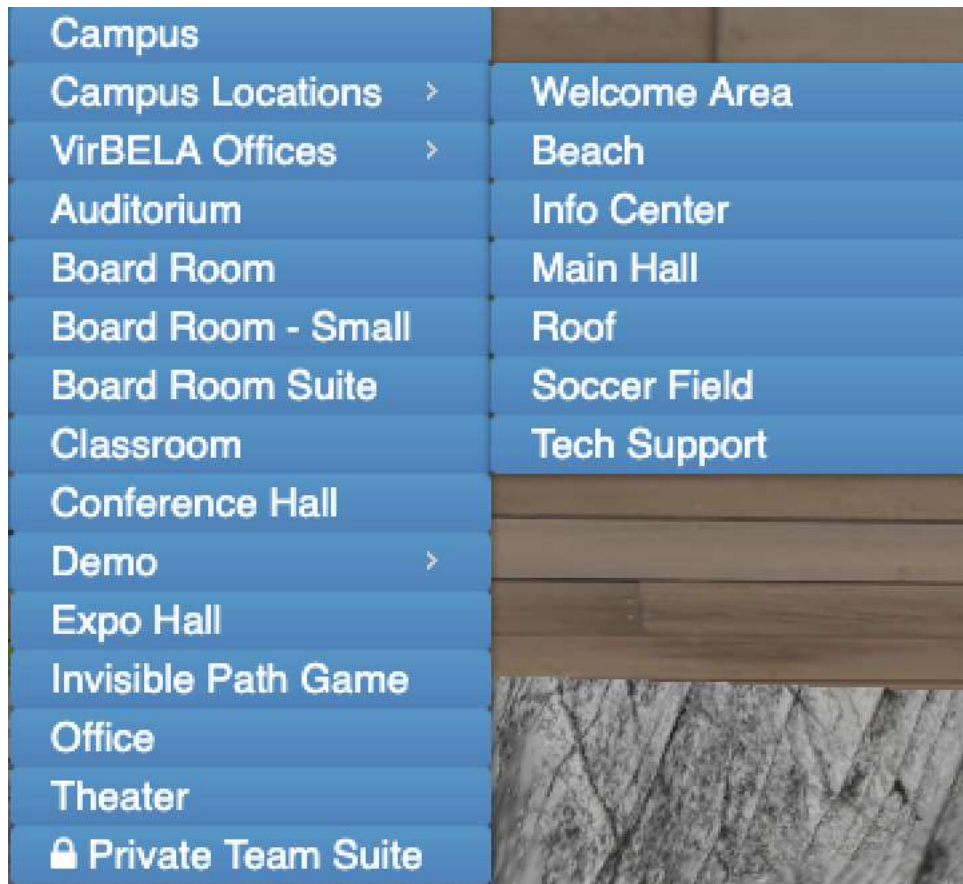 Campus
Campus Locations
VirBELA Offices
Auditorium
Board Room
Board Room - Small
Board Room Suite
Classroom
Conference Hall
Demo
Expo Hall
Invisible Path Game
Office
Theater
Private Team Suite
Welcome Area
Beach
Info Center
Main Hall
Roof
Soccer Field
Tech Support